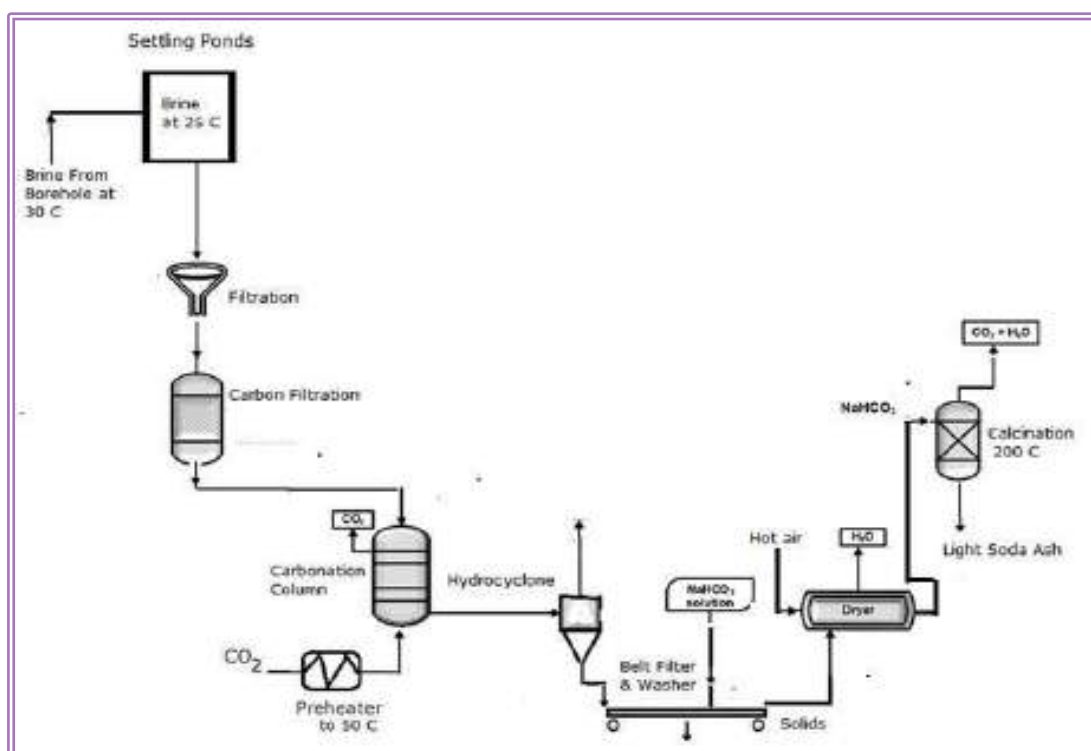 Settling Ponds
Brine
at 25 C
Brine From
Borehole at
30 C
Filtration
Carbon Filtration
CO₂
Carbonation
Column
CO₂
Preheater
to 50 C
Hydrocyclone
NaHCO₃
solution
Belt Filter
& Washer
Solids
Hot air
H₂O
Dryer
NaHCO₃
CO₂ + H₂O
Calcination
200 C
Light Soda Ash